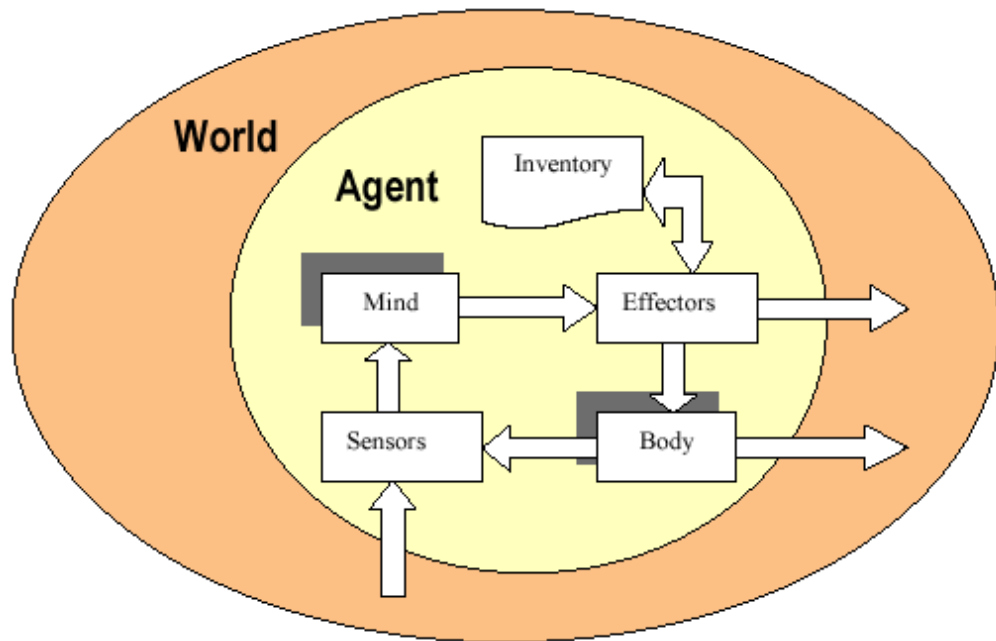 World
Agent
Inventory
Mind
Effectors
Sensors
Body